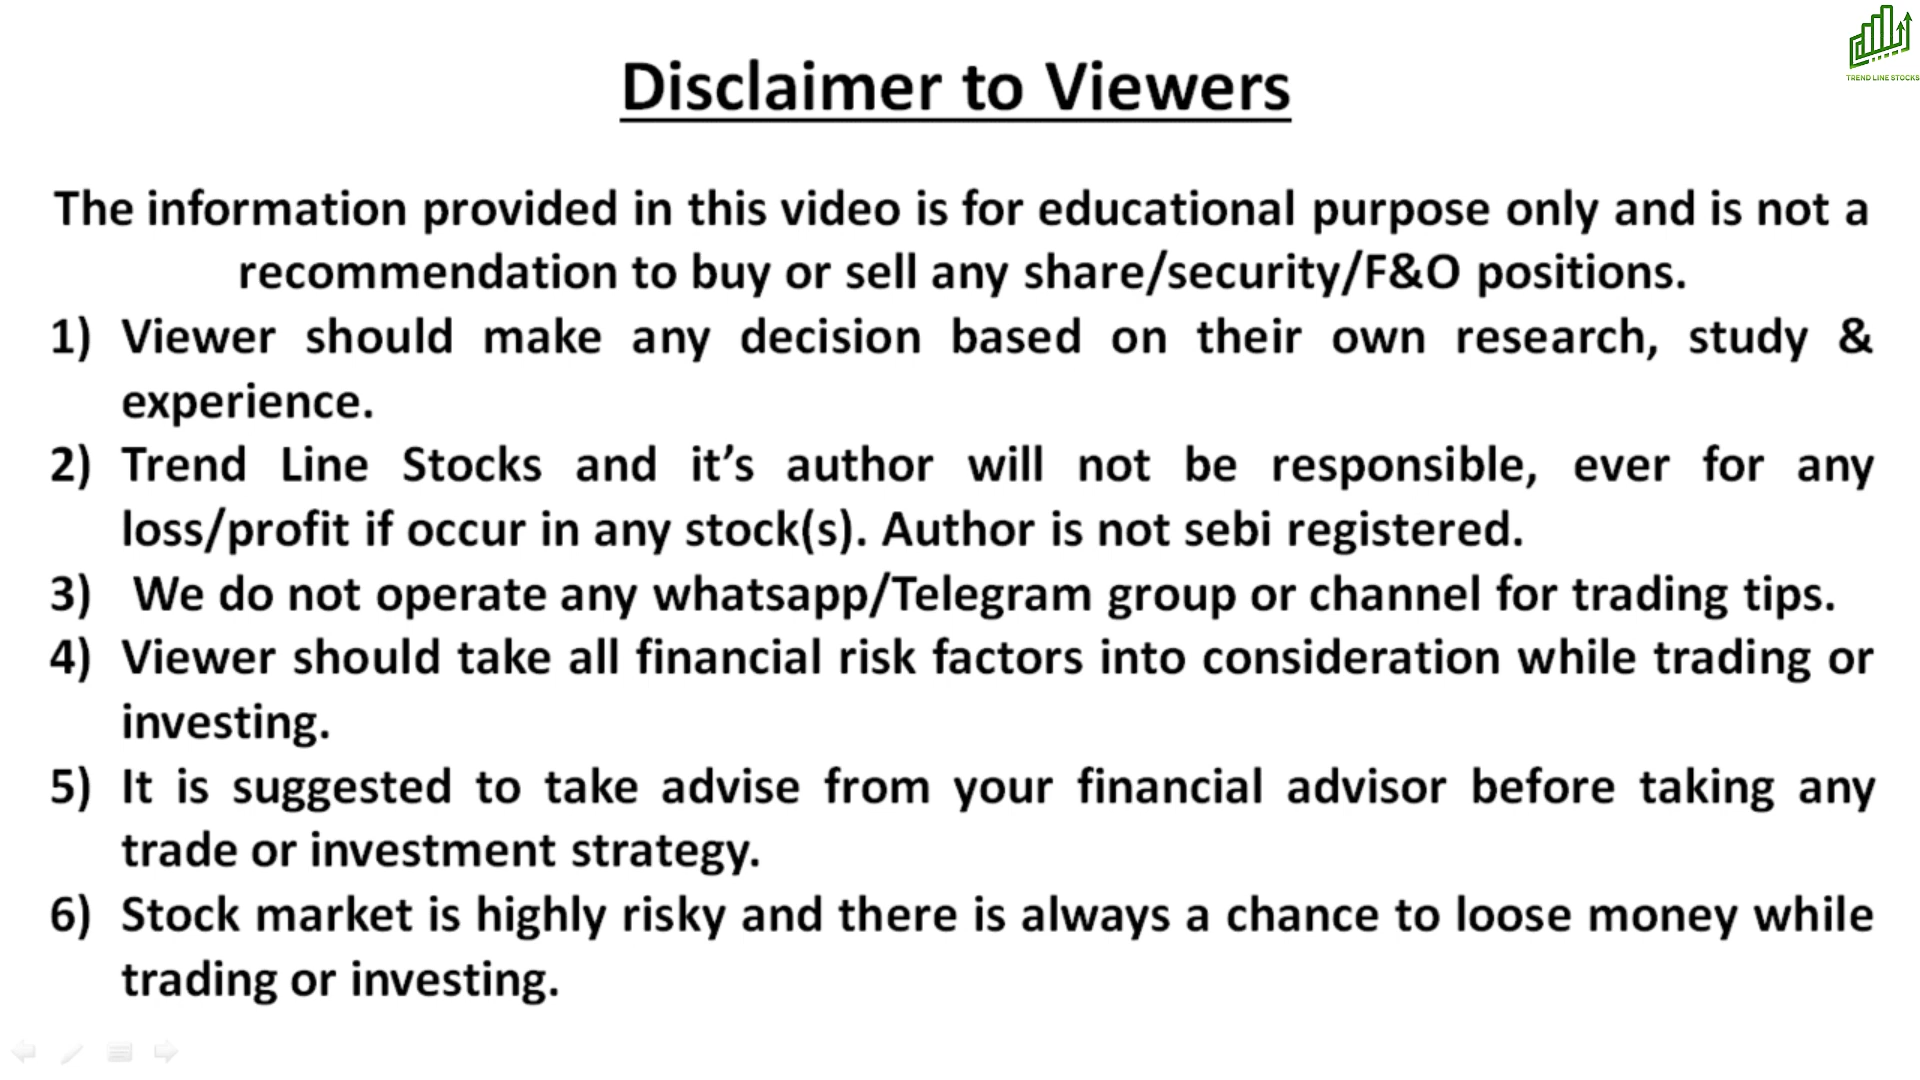 TREND LINE STOCKS
Disclaimer to Viewers
The information provided in this video is for educational purpose only and is not a
recommendation to buy or sell any share/security/F&O positions.
1) Viewer should make any decision based on their own research, study &
experience.
2) Trend Line Stocks and it’s author will not be responsible, ever for any
loss/profit if occur in any stock(s). Author is not sebi registered.
3) We do not operate any whatsapp/Telegram group or channel for trading tips.
4) Viewer should take all financial risk factors into consideration while trading or
investing.
5) It is suggested to take advise from your financial advisor before taking any
trade or investment strategy.
6) Stock market is highly risky and there is always a chance to loose money while
trading or investing.